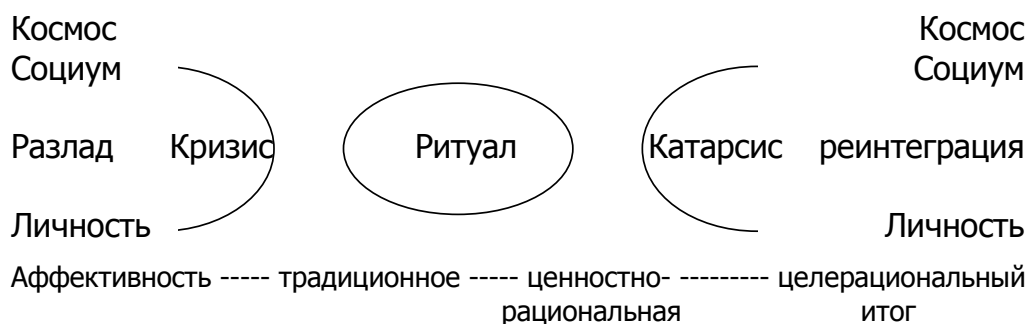 Космос Космос
Социум Социум
Разлад Кризис Ритуал Катарсис реинтеграция
Личность Личность
Аффективность ----- традиционное ----- ценностно- --------- целерациональный
рациональная итог